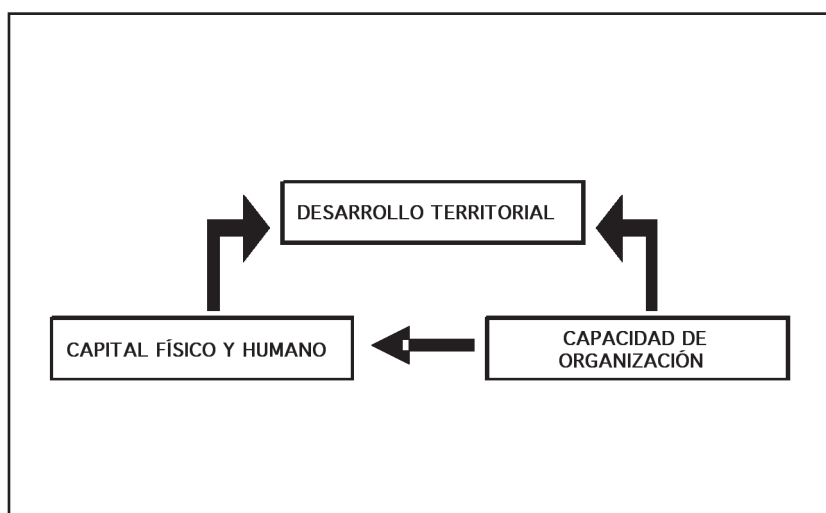 DESARROLLO TERRITORIAL
CAPITAL FÍSICO Y HUMANO
CAPACIDAD DE
ORGANIZACIÓN